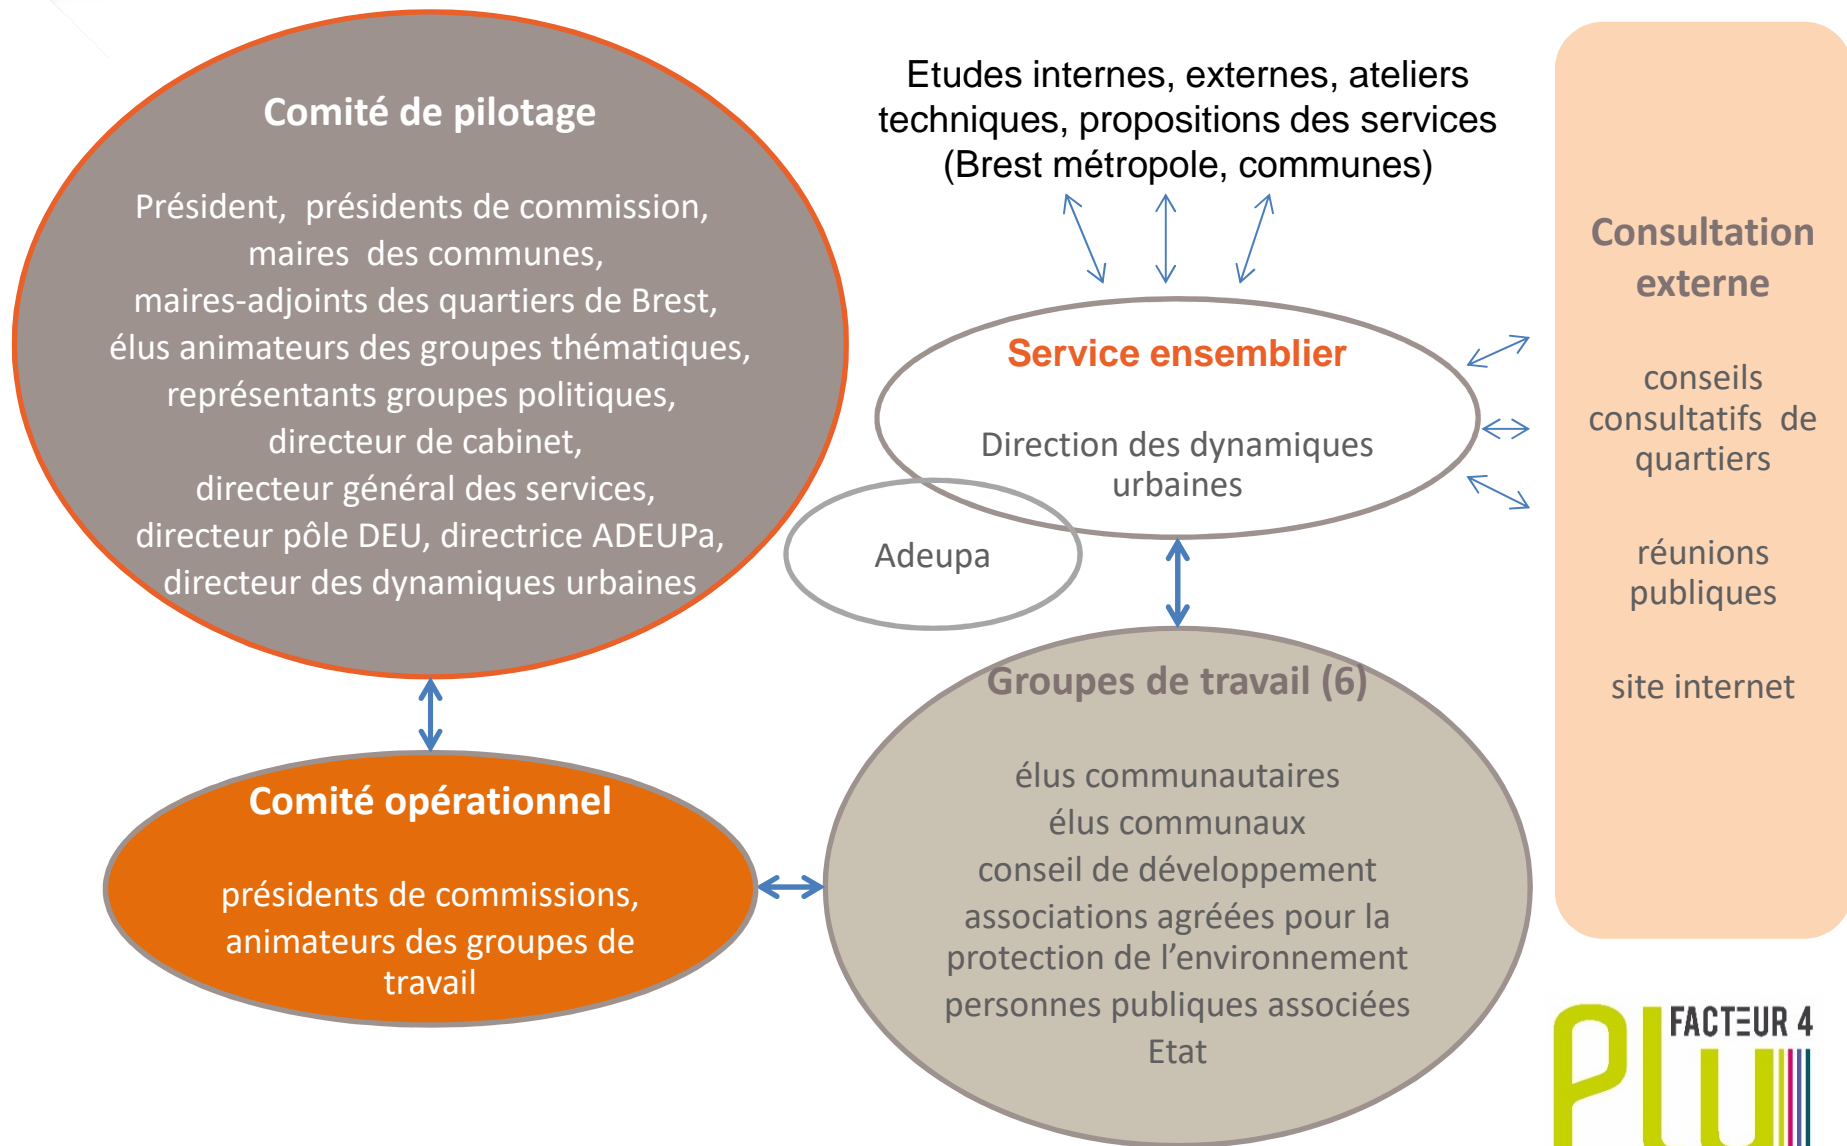 Comité de pilotage
Président, présidents de commission,
maires des communes,
maires-adjoints des quartiers de Brest,
élus animateurs des groupes thématiques,
représentants groupes politiques,
directeur de cabinet,
directeur général des services,
directeur pôle DEU, directrice ADEUPa,
directeur des dynamiques urbaines
Comité opérationnel
présidents de commissions,
animateurs des groupes de
travail
Etudes internes, externes, ateliers
techniques, propositions des services
(Brest métropole, communes)
Service ensemblier
Direction des dynamiques
urbaines
Adeupa
Groupes de travail (6)
élus communautaires
élus communaux
conseil de développement
associations agréées pour la
protection de l’environnement
personnes publiques associées
Etat
Consultation
externe
conseils
consultatifs de
quartiers
réunions
publiques
site internet
FACTEUR 4
PLU